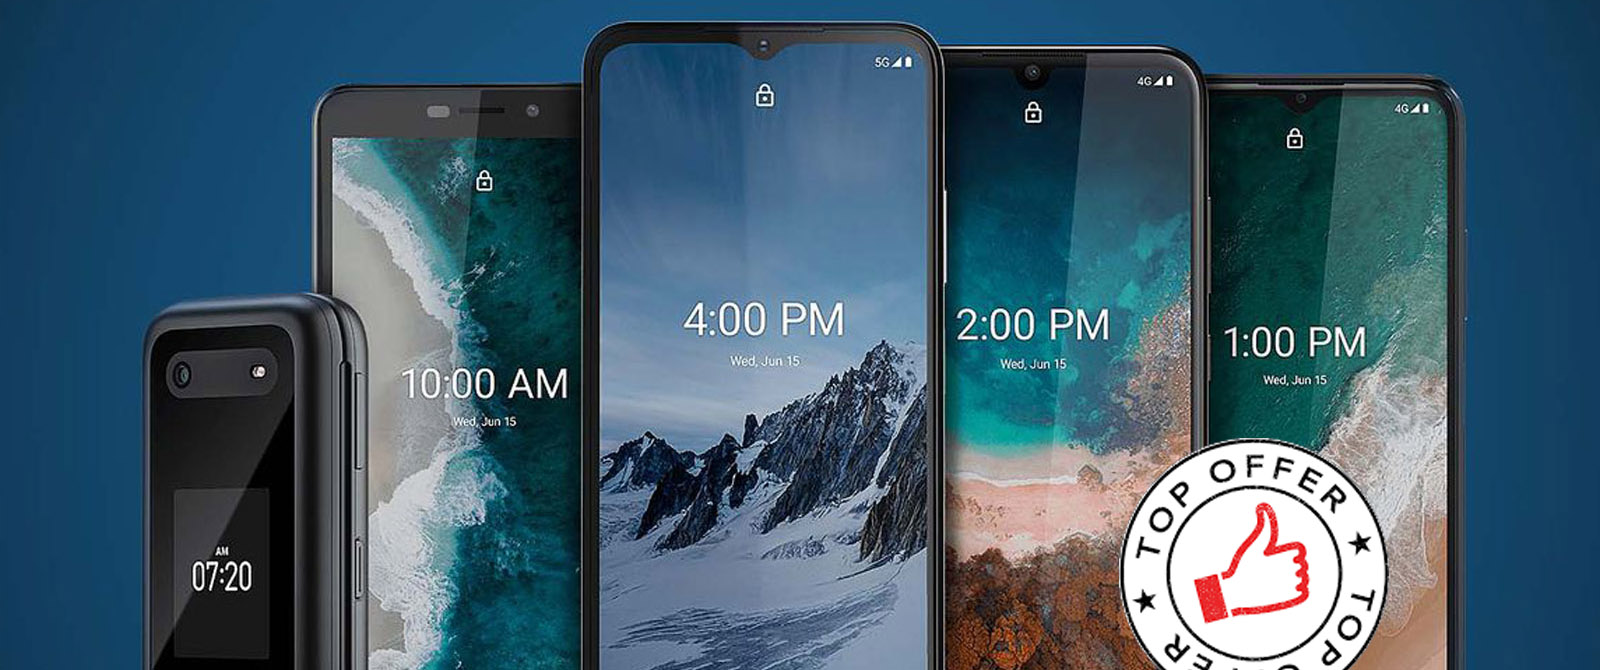 AM
07:20
10:00 AM
Wed, Jun 15
5G
4:00 PM
Wed, Jun 15
4G
2:00 PM
Wed, Jun 15
4G
1:00 PM
Wed, Jun 15
TOP OFFER
TOP OFFER